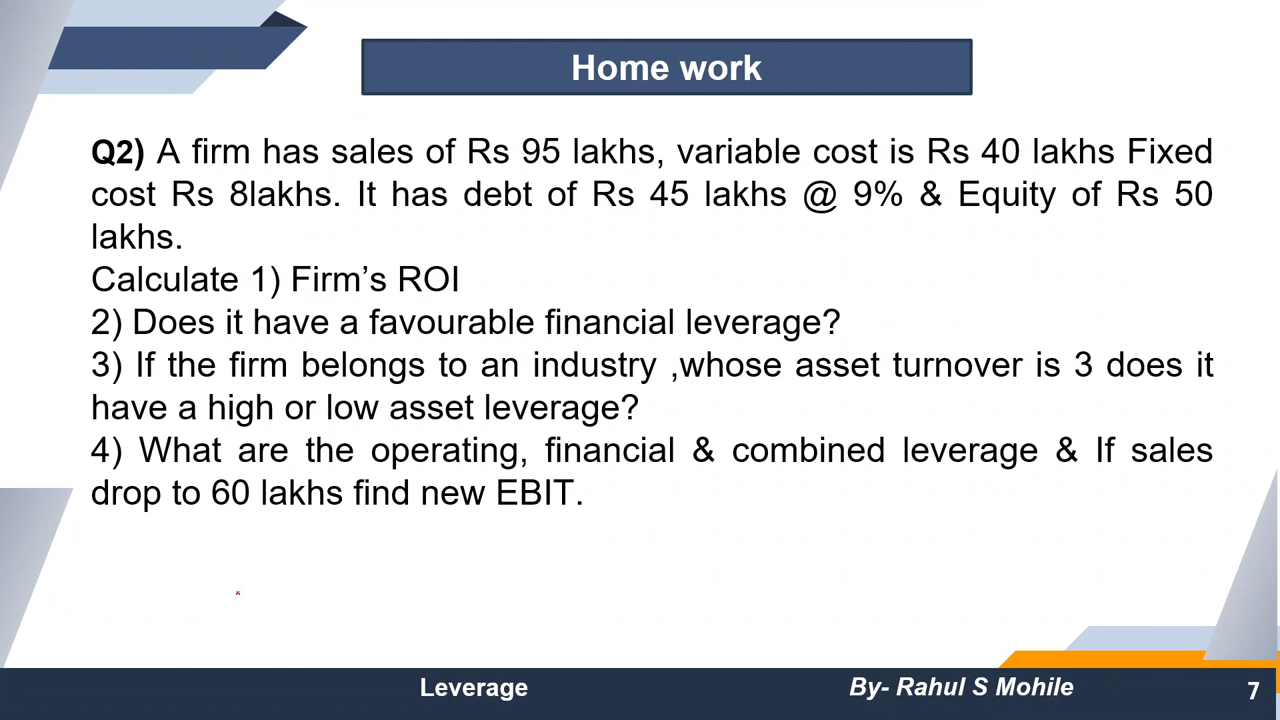 Home work
Q2) A firm has sales of Rs 95 lakhs, variable cost is Rs 40 lakhs Fixed
cost Rs 8lakhs. It has debt of Rs 45 lakhs @ 9% & Equity of Rs 50
lakhs.
Calculate 1) Firm’s ROI
2) Does it have a favourable financial leverage?
3) If the firm belongs to an industry ,whose asset turnover is 3 does it
have a high or low asset leverage?
4) What are the operating, financial & combined leverage & If sales
drop to 60 lakhs find new EBIT.
Leverage
By- Rahul S Mohile
7